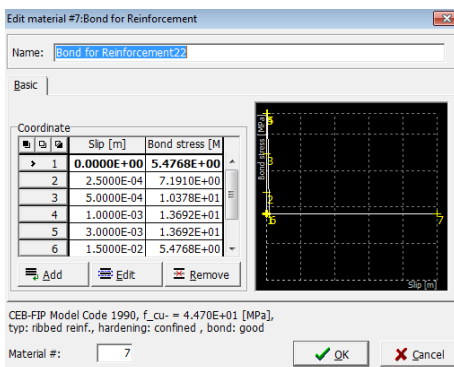 Edit material #7:Bond for Reinforcement
Name: Bond for Reinforcement22
Basic
Coordinate
Slip [m] Bond stress [M
1 0.0000E+00 5.4768E+00
2 2.5000E-04 7.1910E+00
3 5.0000E-04 1.0378E+01
4 1.0000E-03 1.3692E+01
5 3.0000E-03 1.3692E+01
6 1.5000E-02 5.4768E+00
Add Edit Remove
Bond stress [MPa]
3
2
7
Slip [m]
CEB-FIP Model Code 1990, f_cu- = 4.470E+01 [MPa],
typ: ribbed reinf., hardening: confined , bond: good
Material #: 7
OK Cancel